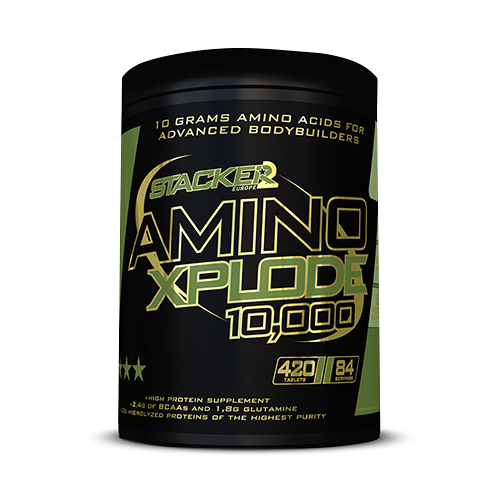 10 GRAMS AMINO ACIDS FOR
ADVANCED BODYBUILDERS
STACKER2
EUROPE
AMINO
XPLODE
10,000
420 TABLETS // 84 SERVINGS
+HIGH PROTEIN SUPPLEMENT
+2,4G OF BCAAS AND 1,8G GLUTAMINE
PROTEINS OF THE HIGHEST PURITY